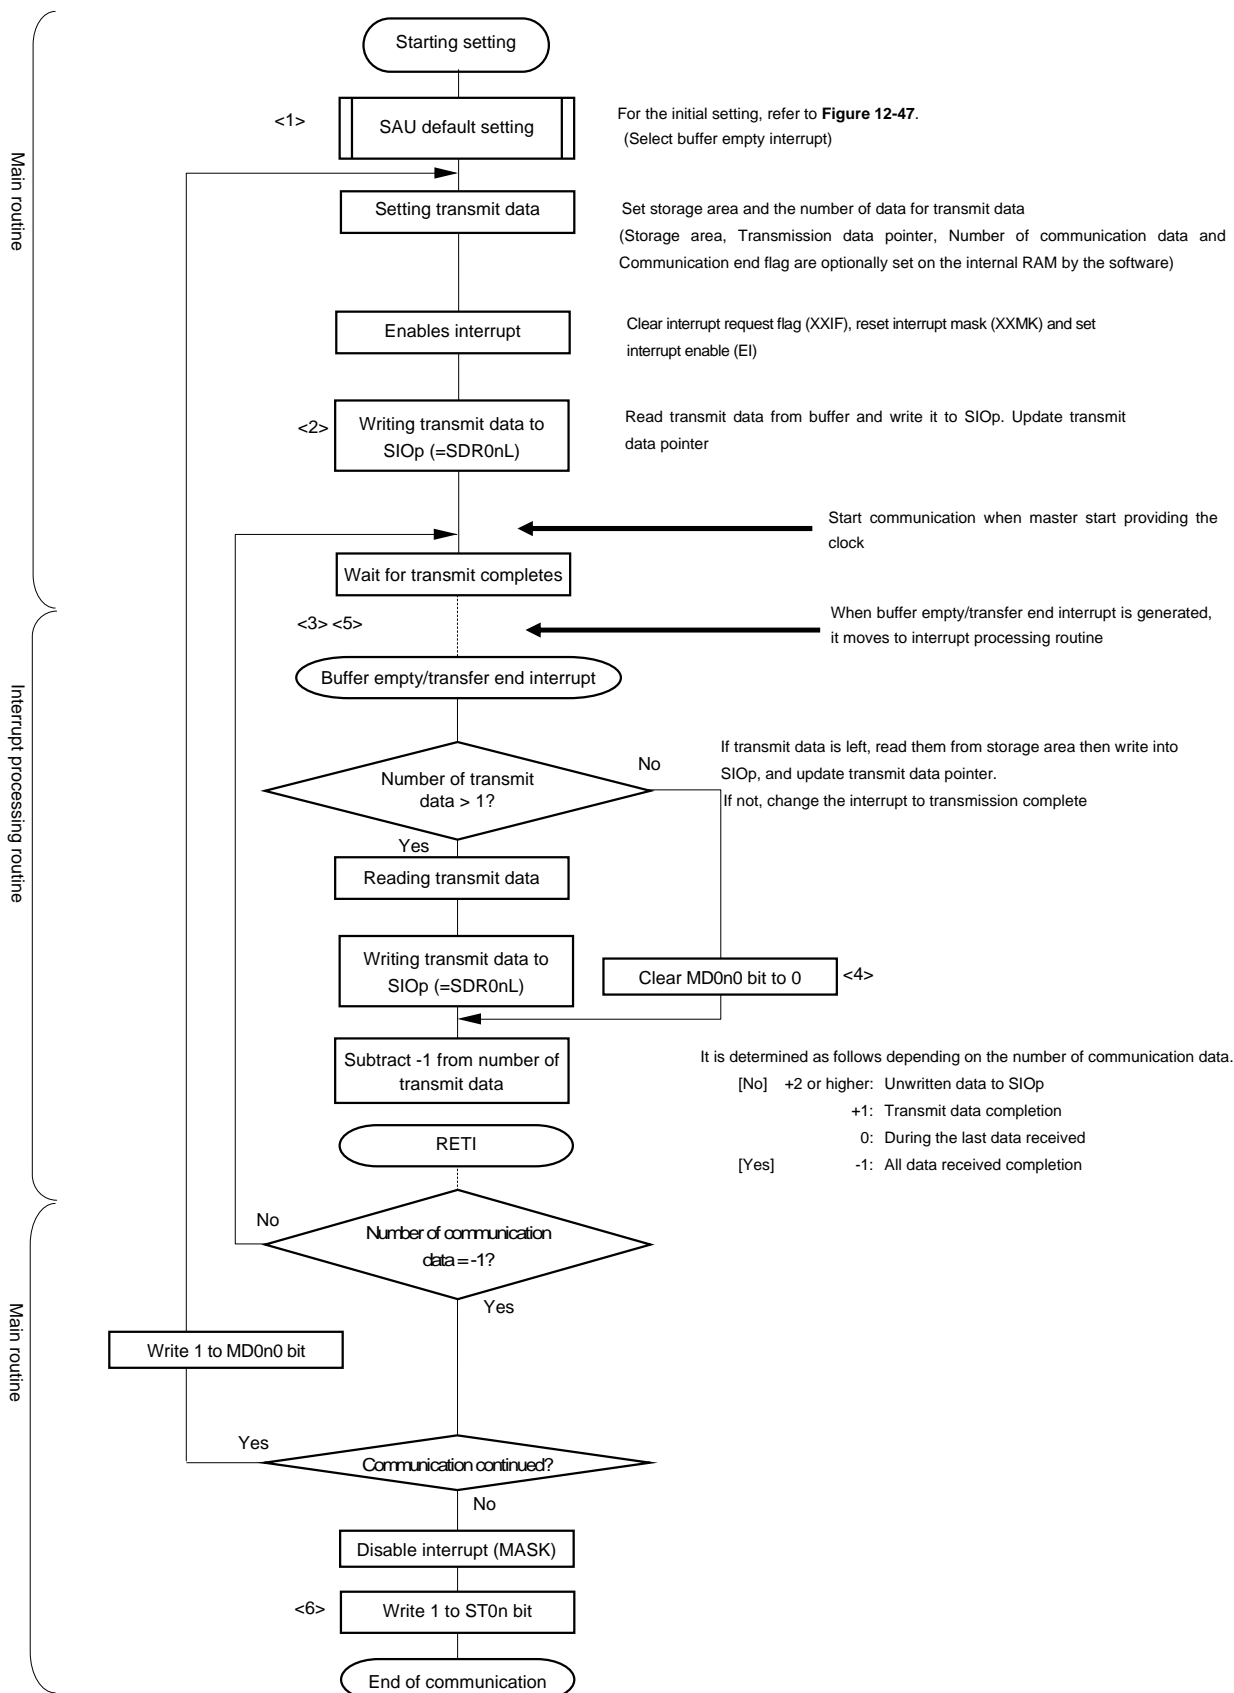 Starting setting
<1>
SAU default setting
For the initial setting, refer to Figure 12-47.
(Select buffer empty interrupt)
Main routine
Setting transmit data
Set storage area and the number of data for transmit data
(Storage area, Transmission data pointer, Number of communication data and
Communication end flag are optionally set on the internal RAM by the software)
Enables interrupt
Clear interrupt request flag (XXIF), reset interrupt mask (XXMK) and set
interrupt enable (EI)
<2>
Writing transmit data to
SIOp (=SDR0nL)
Read transmit data from buffer and write it to SIOp. Update transmit
data pointer
Start communication when master start providing the
clock
Wait for transmit completes
<3> <5>
When buffer empty/transfer end interrupt is generated,
it moves to interrupt processing routine
Buffer empty/transfer end interrupt
Interrupt processing routine
Number of transmit
data > 1?
No
If transmit data is left, read them from storage area then write into
SIOp, and update transmit data pointer.
If not, change the interrupt to transmission complete
Yes
Reading transmit data
Writing transmit data to
SIOp (=SDR0nL)
Clear MD0n0 bit to 0
<4>
Subtract -1 from number of
transmit data
It is determined as follows depending on the number of communication data.
[No] +2 or higher: Unwritten data to SIOp
+1: Transmit data completion
0: During the last data received
[Yes] -1: All data received completion
RETI
No
Number of communication
data = -1?
Yes
Main routine
Write 1 to MD0n0 bit
Yes
Communication continued?
No
Disable interrupt (MASK)
<6>
Write 1 to ST0n bit
End of communication